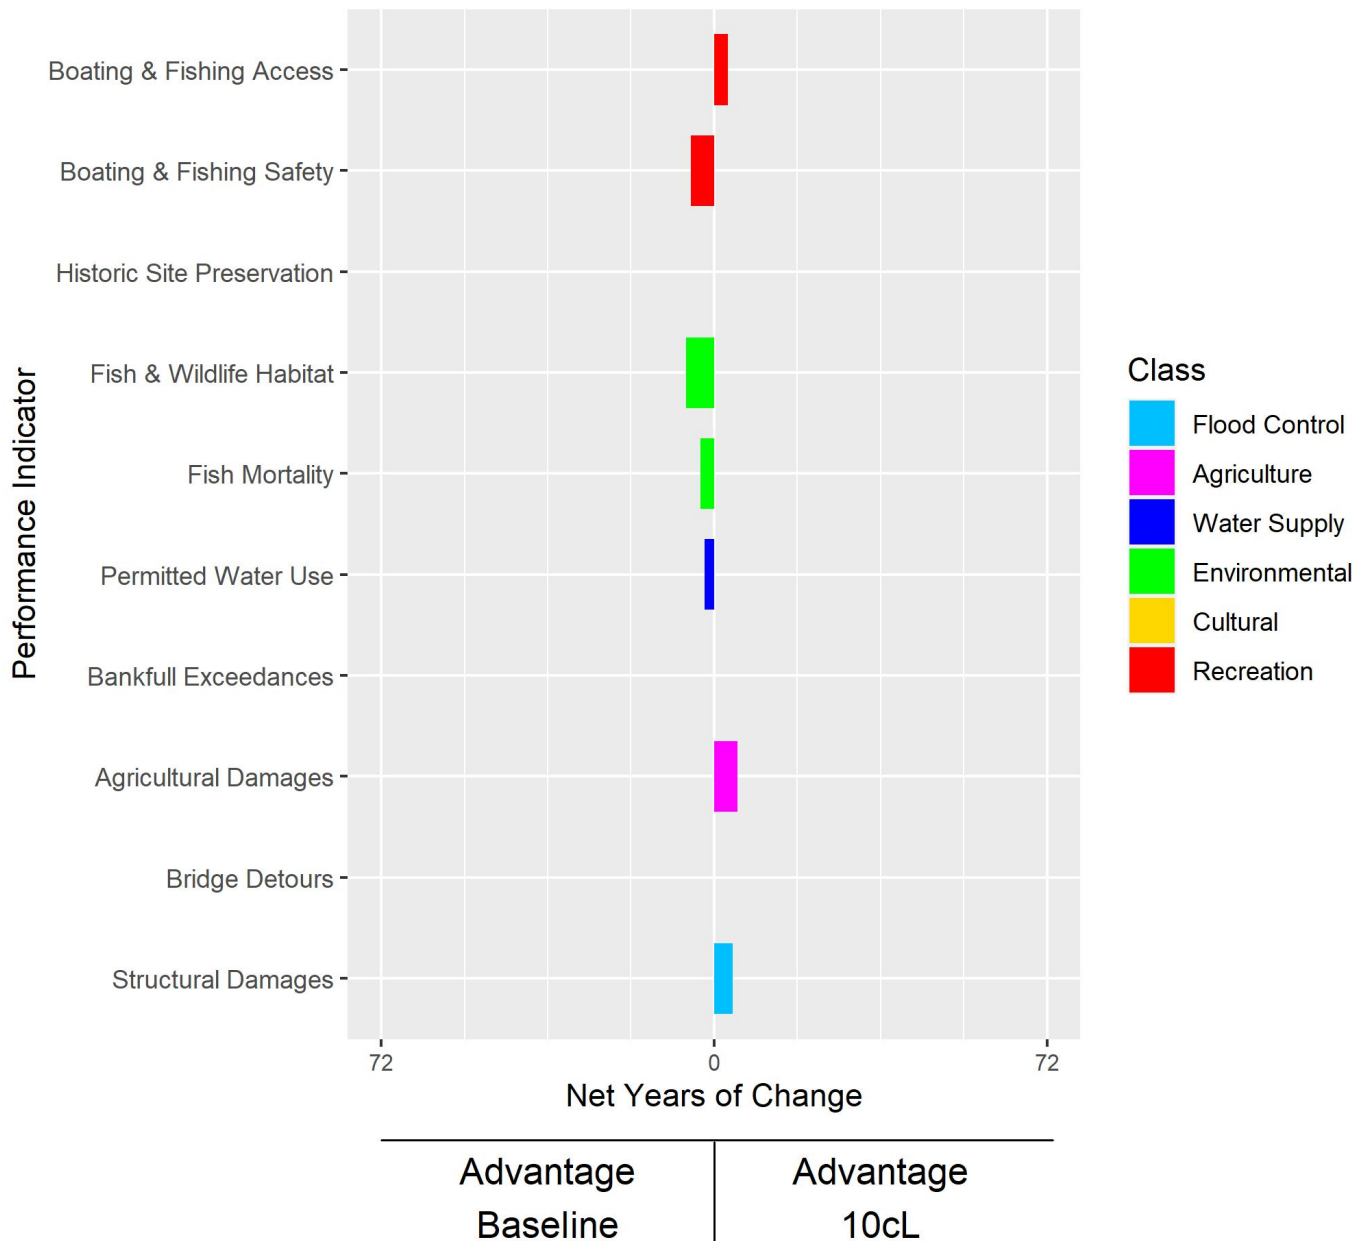 Boating & Fishing Access
Boating & Fishing Safety
Historic Site Preservation
Fish & Wildlife Habitat
Fish Mortality
Permitted Water Use
Bankfull Exceedances
Agricultural Damages
Bridge Detours
Structural Damages
Performance Indicator
72 0 72
Net Years of Change
Advantage Advantage
Baseline 10cL
Class
Flood Control
Agriculture
Water Supply
Environmental
Cultural
Recreation